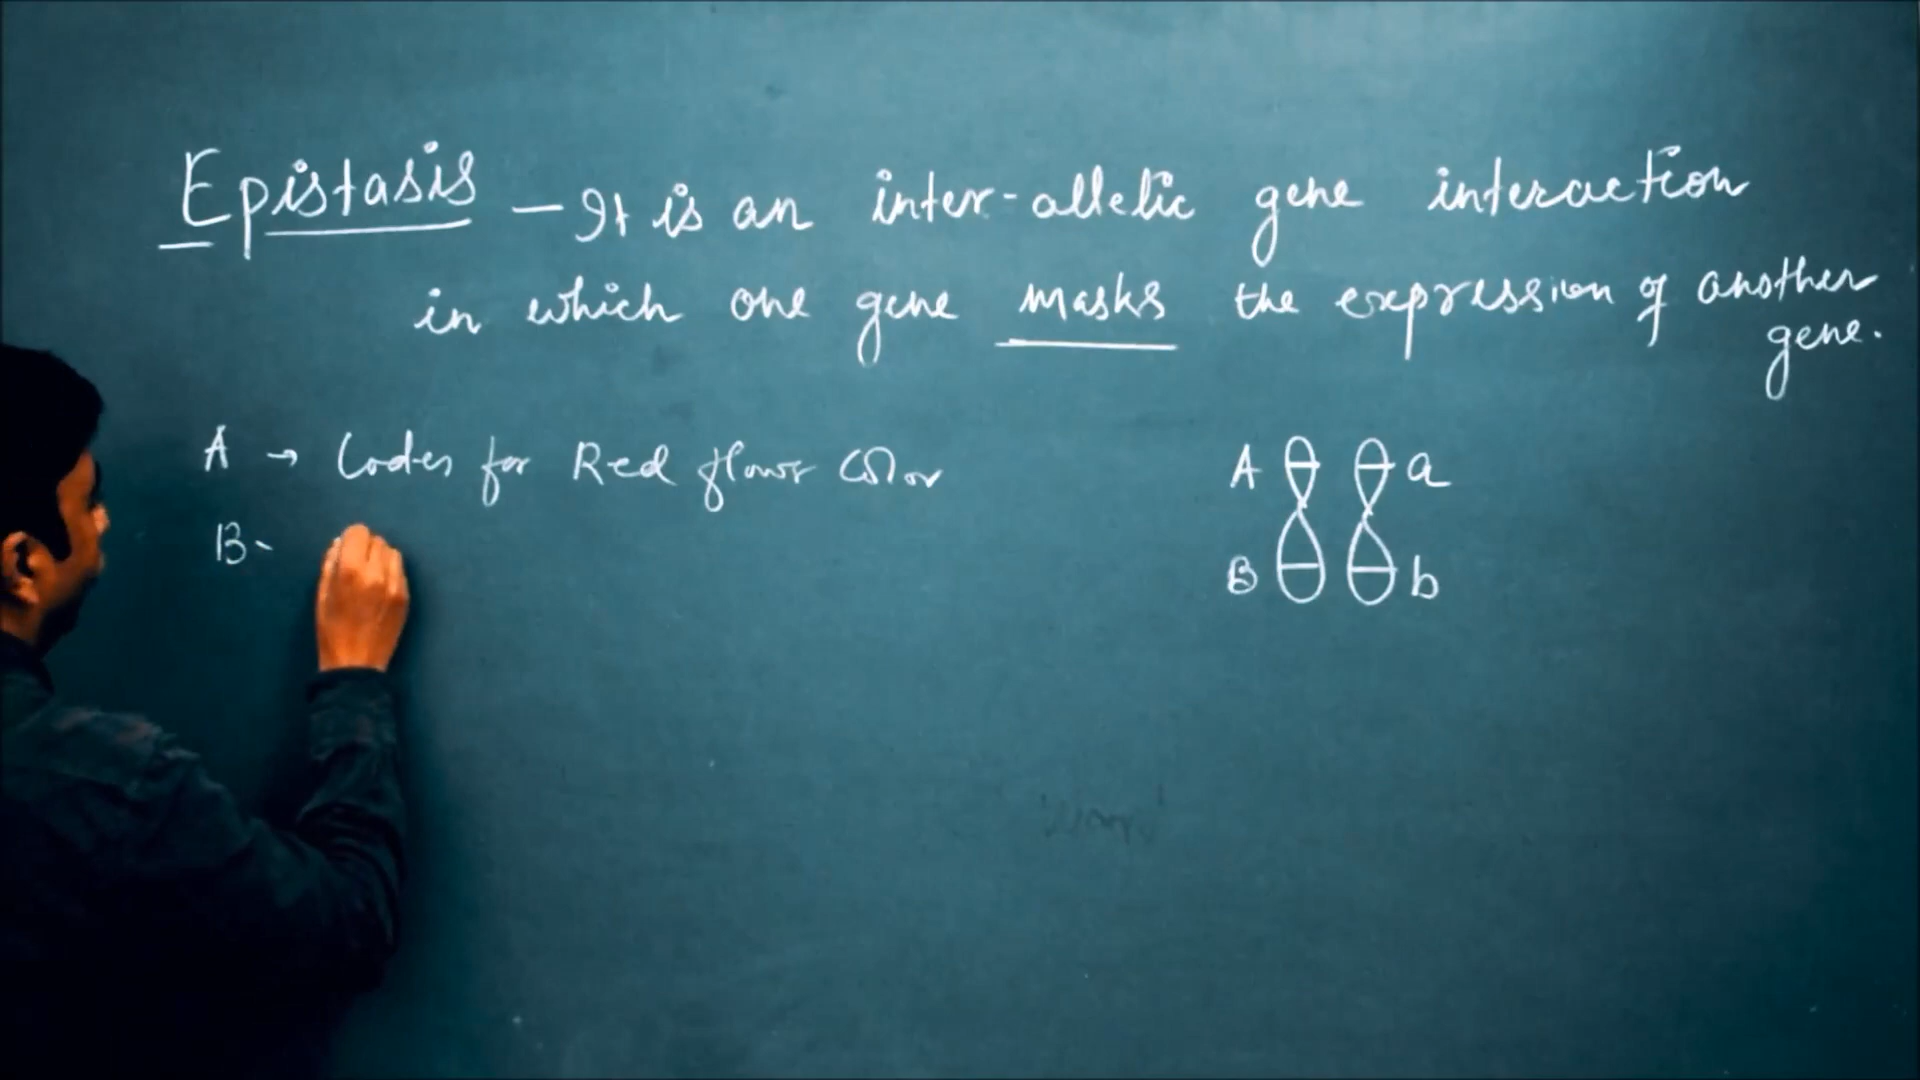 Epistasis – It is an inter-allelic gene interaction
in which one gene masks the expression of another
gene.
A → Codes for Red flower color
B -
A a
B b